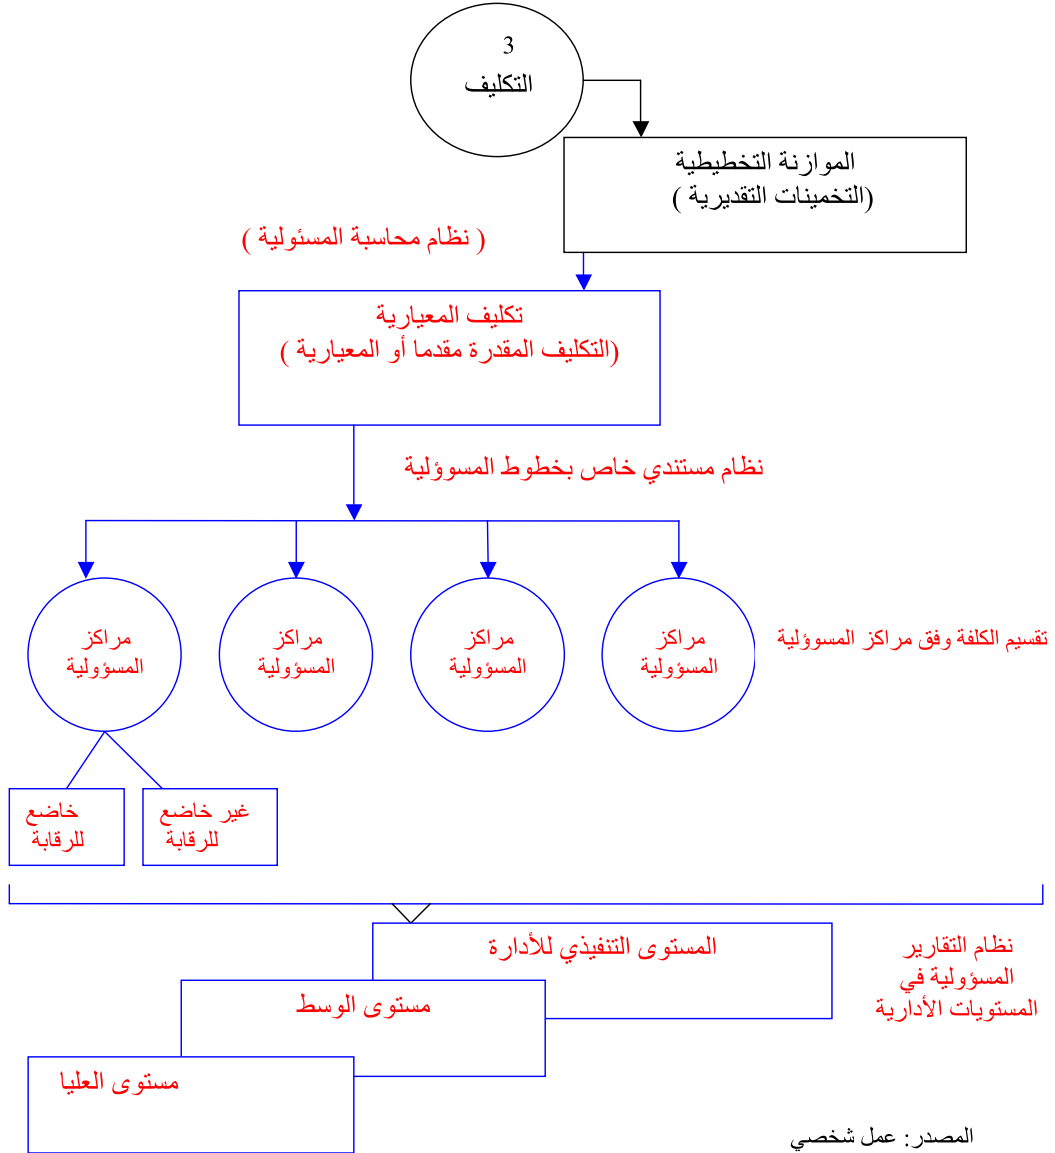 3
التكليف
الموازنة التخطيطية
(التخمينات التقديرية )
( نظام محاسبة المسئولية )
تكليف المعيارية
(التكليف المقدرة مقدما أو المعيارية )
نظام مستندي خاص بخطوط المسوؤلية
مراكز
المسؤولية
مراكز
المسؤولية
مراكز
المسؤولية
مراكز
المسؤولية
تقسيم الكلفة وفق مراكز المسوؤلية
غير خاضع
للرقابة
خاضع
للرقابة
المستوى التنفيذي للأدارة
نظام التقارير
المسؤولية في
المستويات الأدارية
مستوى الوسط
مستوى العليا
المصدر: عمل شخصي